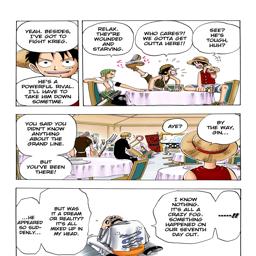 SEE?
HE'S
TOUGH,
HUH?
WHO CARES?!
WE GOTTA
GET OUTTA
HERE!!
RELAX.
THEY'RE
WOUNDED
AND
STARVING.
YEAH. BESIDES,
I'VE GOT TO
FIGHT KRIEG.
HE'S A
POWERFUL RIVAL.
I'LL HAVE TO
TAKE HIM DOWN
SOMETIME.
BY
THE WAY,
GIN...
AYE?
YOU SAID YOU
DIDN'T KNOW
ANYTHING
ABOUT THE
GRAND LINE.
BUT
YOU'VE BEEN
THERE!
I KNOW
NOTHING.
IT'S ALL A
CRAZY FOG.
SOMETHING
HAPPENED ON
OUR SEVENTH
DAY OUT.
BUT WAS
IT A DREAM
OR REALITY?
IT'S ALL
MIXED UP IN
MY HEAD.
...HE
APPEARED
SO SUD-
DENLY...